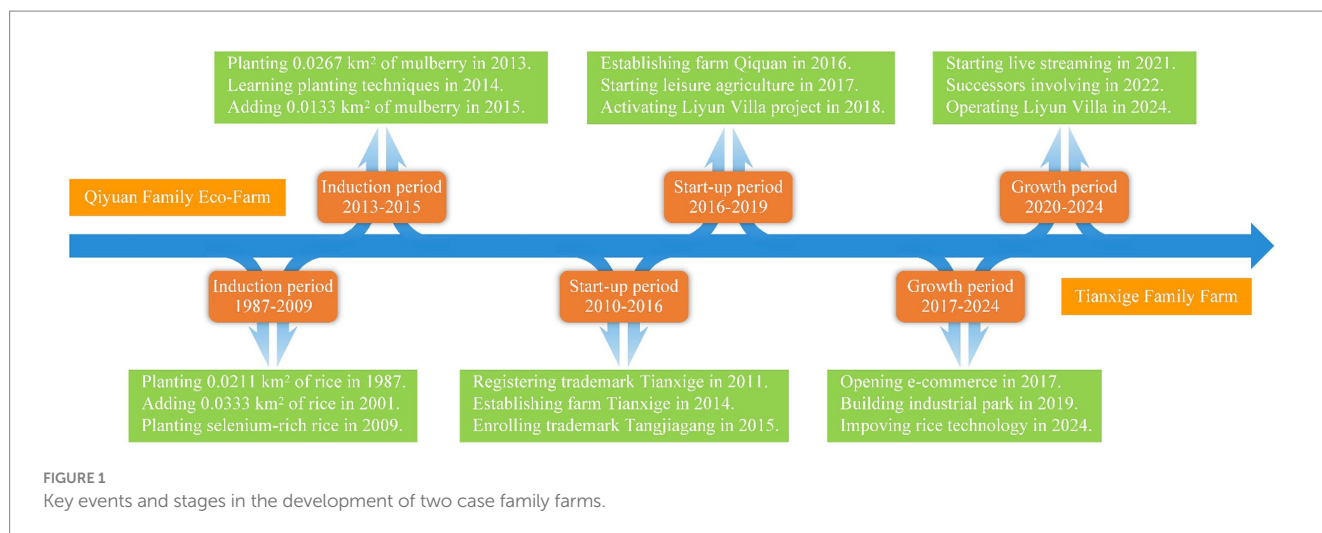 Planting 0.0267 km² of mulberry in 2013.
Learning planting techniques in 2014.
Adding 0.0133 km² of mulberry in 2015.
Establishing farm Qiquan in 2016.
Starting leisure agriculture in 2017.
Activating Liyun Villa project in 2018.
Starting live streaming in 2021.
Successors involving in 2022.
Operating Liyun Villa in 2024.
Qiyuan Family Eco-Farm
Induction period
2013-2015
Start-up period
2016-2019
Growth period
2020-2024
Induction period
1987-2009
Start-up period
2010-2016
Growth period
2017-2024
Tianxige Family Farm
Planting 0.0211 km² of rice in 1987.
Adding 0.0333 km² of rice in 2001.
Planting selenium-rich rice in 2009.
Registering trademark Tianxige in 2011.
Establishing farm Tianxige in 2014.
Enrolling trademark Tangjiagang in 2015.
Opening e-commerce in 2017.
Building industrial park in 2019.
Impoving rice technology in 2024.
FIGURE 1
Key events and stages in the development of two case family farms.